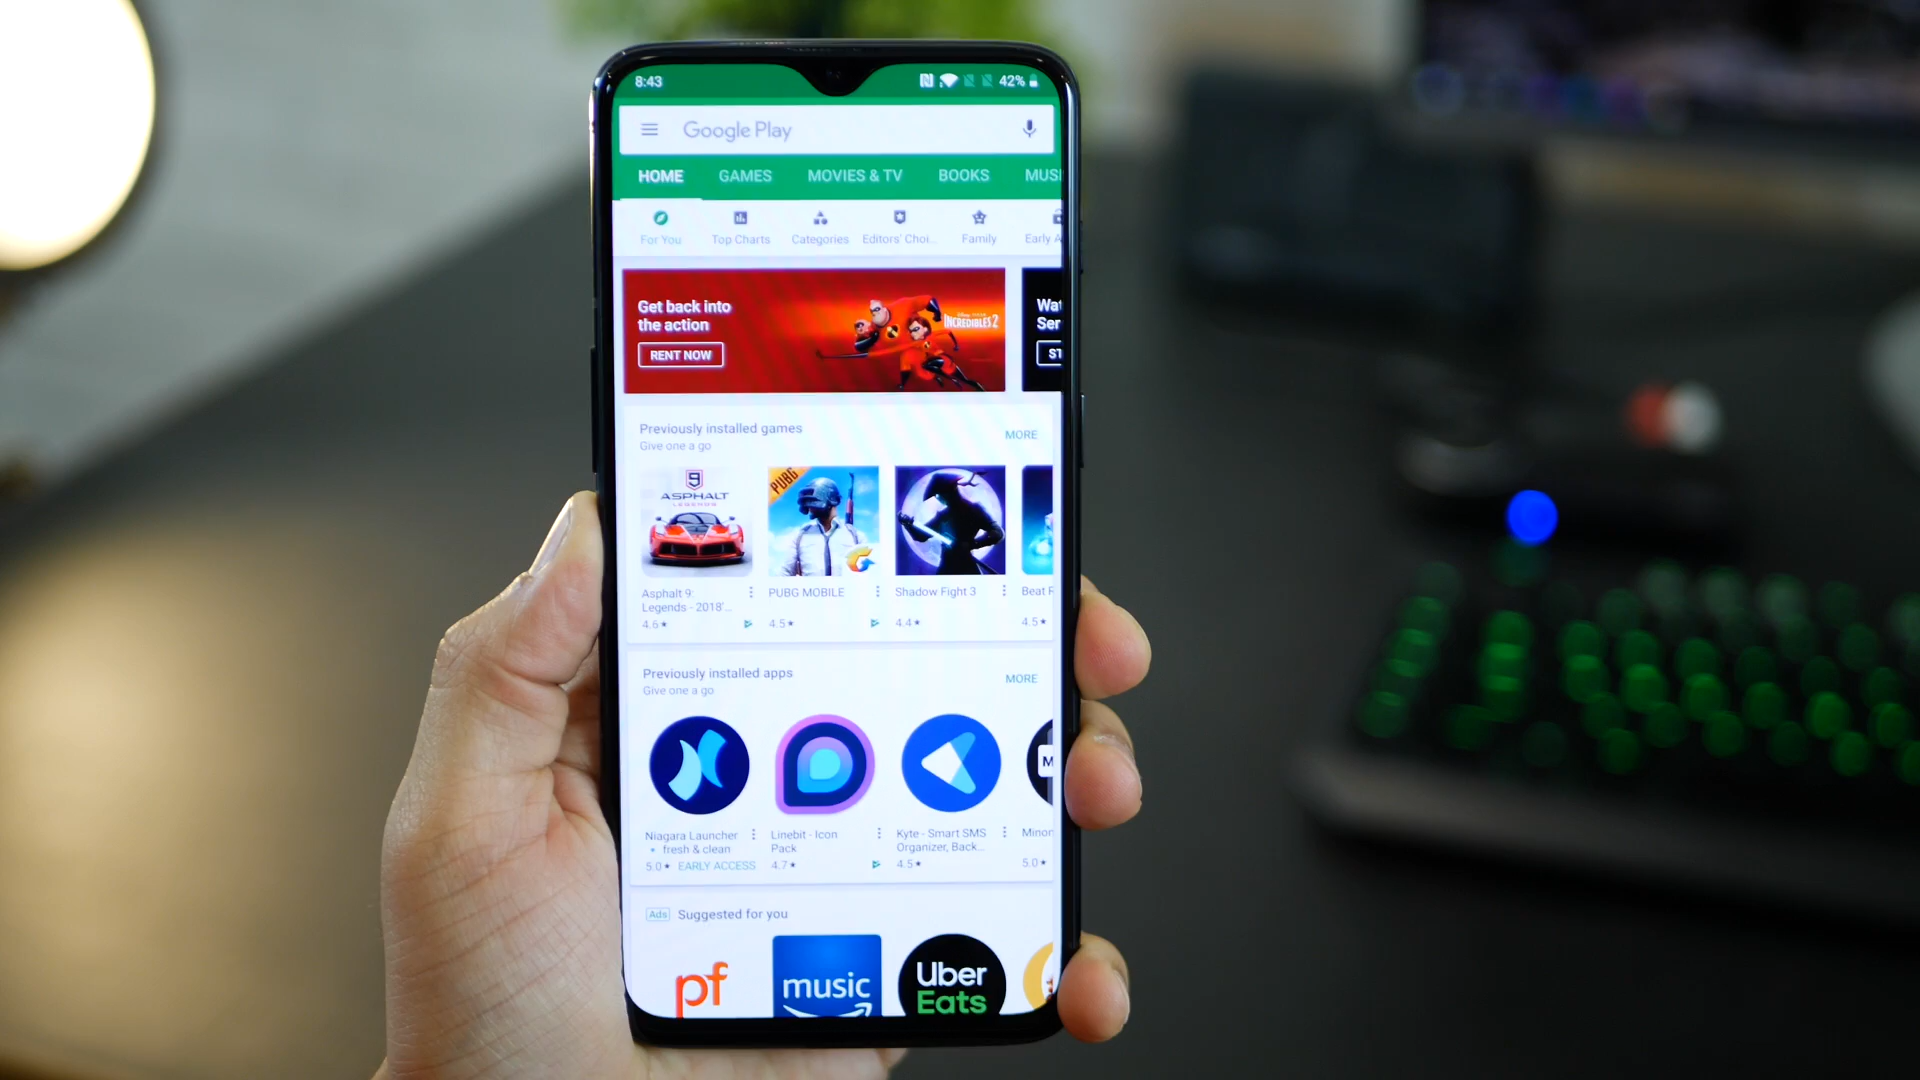 8:43 42%
Google Play
HOME GAMES MOVIES & TV BOOKS MUSI
For You Top Charts Categories Editors' Choi... Family Early A
Get back into
the action
RENT NOW
DISNEY PIXAR
INCREDIBLES 2
Wat
Ser
ST
Previously installed games
Give one a go
MORE
9
ASPHALT
LEGENDS
PUBG
Asphalt 9:
Legends - 2018'...
4.6★
PUBG MOBILE
4.5★
Shadow Fight 3
4.4★
Beat F
4.5★
Previously installed apps
Give one a go
MORE
M
Niagara Launcher
• fresh & clean
5.0★ EARLY ACCESS
Linebit - Icon
Pack
4.7★
Kyte - Smart SMS
Organizer, Back...
4.5★
Minor
5.0★
Ads Suggested for you
pf
music
Uber
Eats